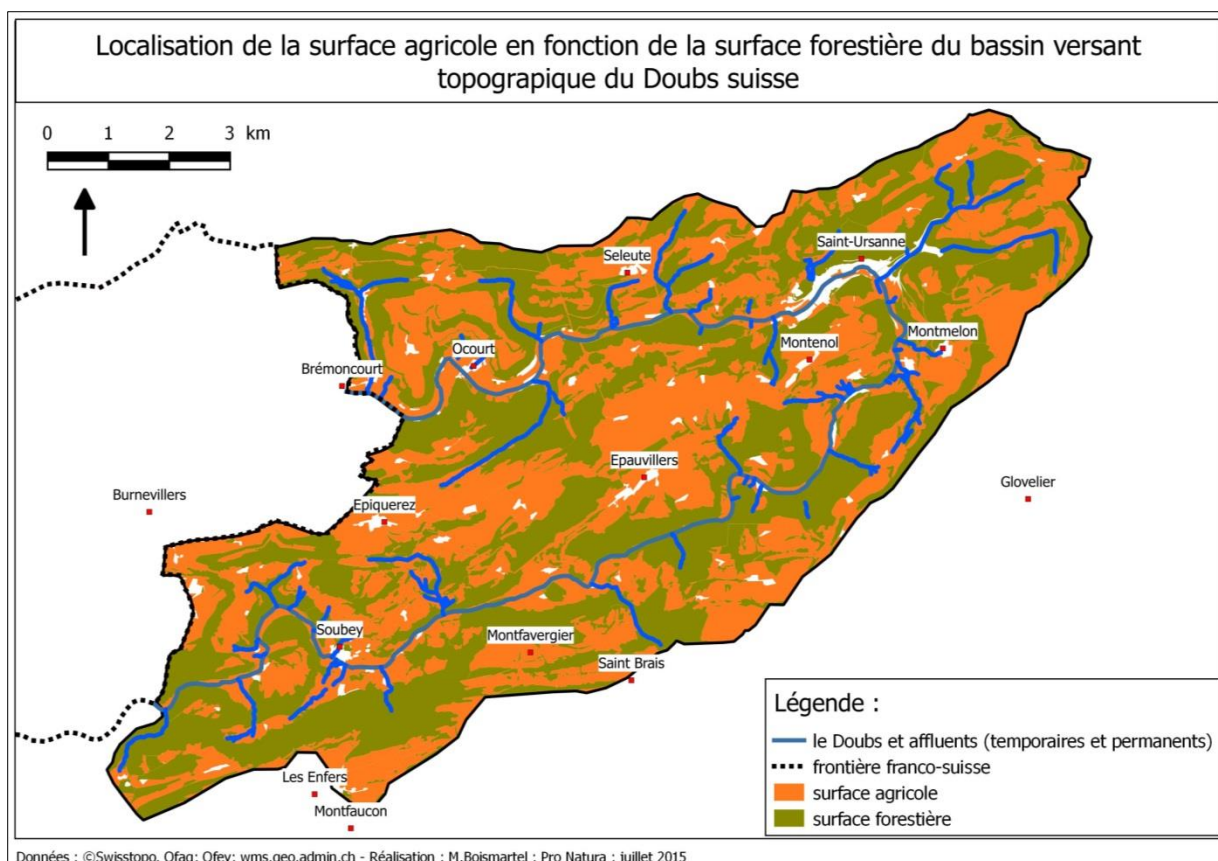 Localisation de la surface agricole en fonction de la surface forestière du bassin versant
topograpique du Doubs suisse
0 1 2 3 km
Saint-Ursanne
Seleute
Montmelon
Montenol
Ocourt
Brémoncourt
Epauvillers
Glovelier
Burnevillers
Epiquerez
Soubey
Montfavergier
Saint Brais
Les Enfers
Montfaucon
Légende :
le Doubs et affluents (temporaires et permanents)
frontière franco-suisse
surface agricole
surface forestière
Données : ©Swisstopo, Ofag; Ofev; wms.geo.admin.ch - Réalisation : M.Boismartel ; Pro Natura ; juillet 2015